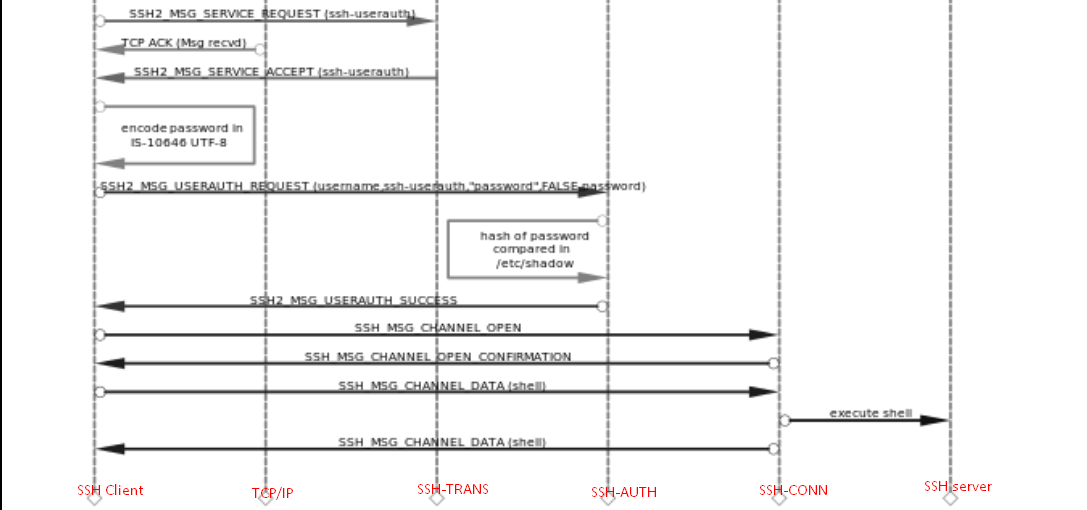 SSH2_MSG_SERVICE_REQUEST (ssh-userauth)
TCP ACK (Msg recvd)
SSH2_MSG_SERVICE_ACCEPT (ssh-userauth)
encode password in
IS-10646 UTF-8
SSH2_MSG_USERAUTH_REQUEST (username,ssh-userauth,"password",FALSE,password)
hash of password
compared in
/etc/shadow
SSH2_MSG_USERAUTH_SUCCESS
SSH_MSG_CHANNEL_OPEN
SSH_MSG_CHANNEL_OPEN_CONFIRMATION
SSH_MSG_CHANNEL_DATA (shell)
execute shell
SSH_MSG_CHANNEL_DATA (shell)
SSH Client TCP/IP SSH-TRANS SSH-AUTH SSH-CONN SSH server